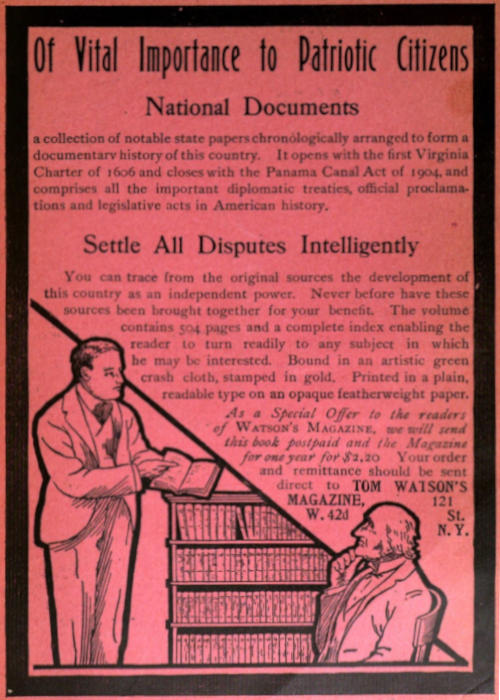 Of Vital Importance to Patriotic Citizens
National Documents
a collection of notable state papers chronologically arranged to form a
documentary history of this country. It opens with the first Virginia
Charter of 1606 and closes with the Panama Canal Act of 1904, and
comprises all the important diplomatic treaties, official proclama-
tions and legislative acts in American history.
Settle All Disputes Intelligently
You can trace from the original sources the development of
this country as an independent power. Never before have these
sources been brought together for your benefit. The volume
contains 504 pages and a complete index enabling the
reader to turn readily to any subject in which
he may be interested. Bound in an artistic green
crash cloth, stamped in gold. Printed in a plain,
readable type on an opaque featherweight paper.
As a Special Offer to the readers
of WATSON'S MAGAZINE, we will send
this book postpaid and the Magazine
for one year for $2,20 Your order
and remittance should be sent
direct to TOM WATSON'S
MAGAZINE, 121
W. 42d St.
N. Y.